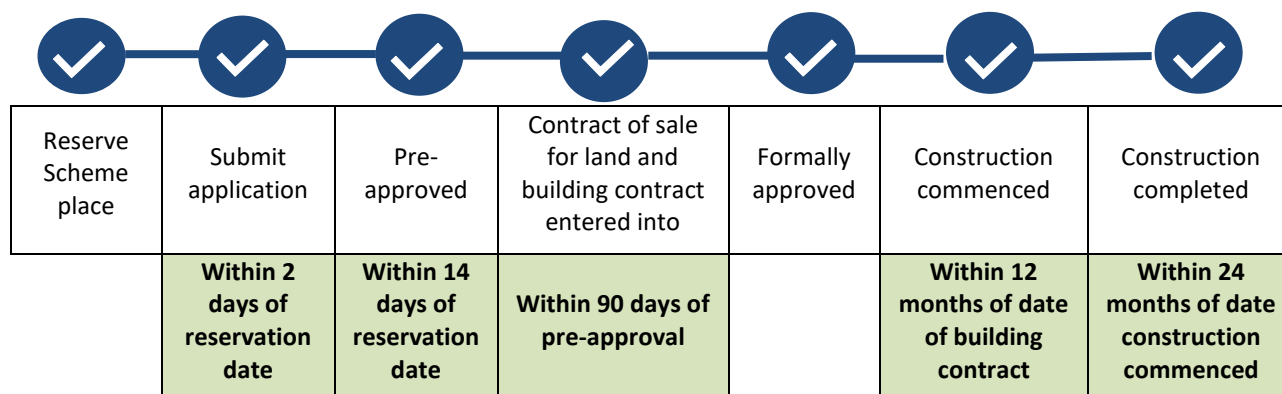 Reserve
Scheme
place
Submit
application
Pre-
approved
Contract of sale
for land and
building contract
entered into
Formally
approved
Construction
commenced
Construction
completed
Within 2
days of
reservation
date
Within 14
days of
reservation
date
Within 90 days of
pre-approval
Within 12
months of date
of building
contract
Within 24
months of date
construction
commenced